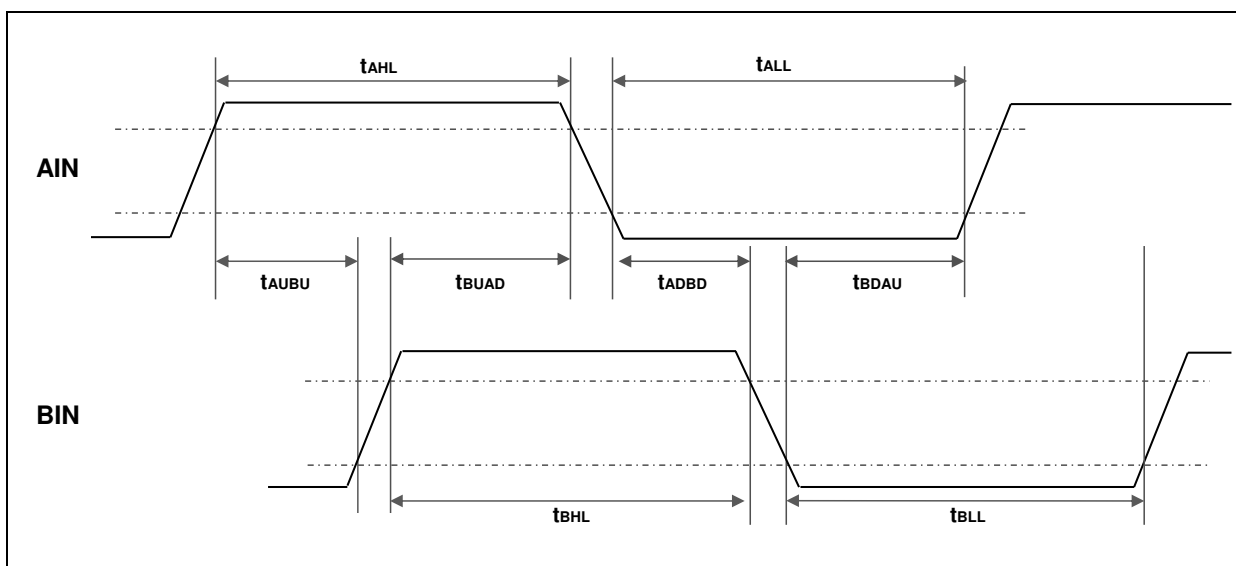 tAHL
tALL
AIN
tAUBU
tBUAD
tADBD
tBDAU
BIN
tBHL
tBLL